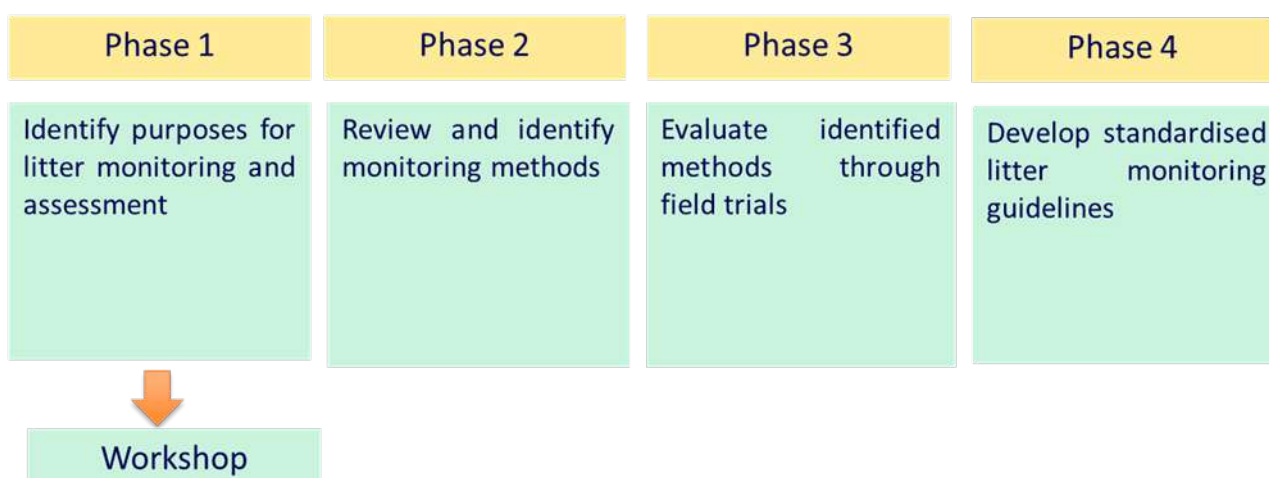 Phase 1
Identify purposes for
litter monitoring and
assessment
Workshop
Phase 2
Review and identify
monitoring methods
Phase 3
Evaluate identified
methods through
field trials
Phase 4
Develop standardised
litter monitoring
guidelines